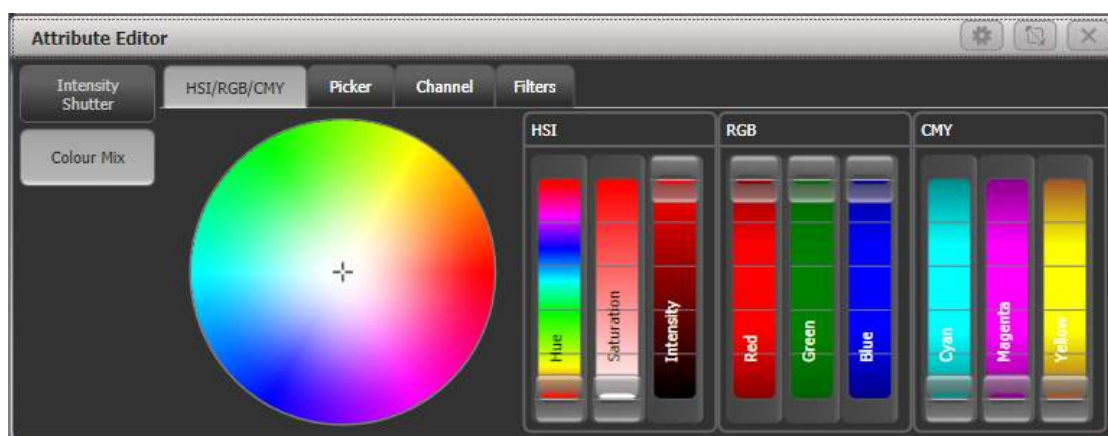 Attribute Editor
Intensity
Shutter
Colour Mix
HSI/RGB/CMY
Picker
Channel
Filters
HSI
RGB
CMY
Hue
Saturation
Intensity
Red
Green
Blue
Cyan
Magenta
Yellow